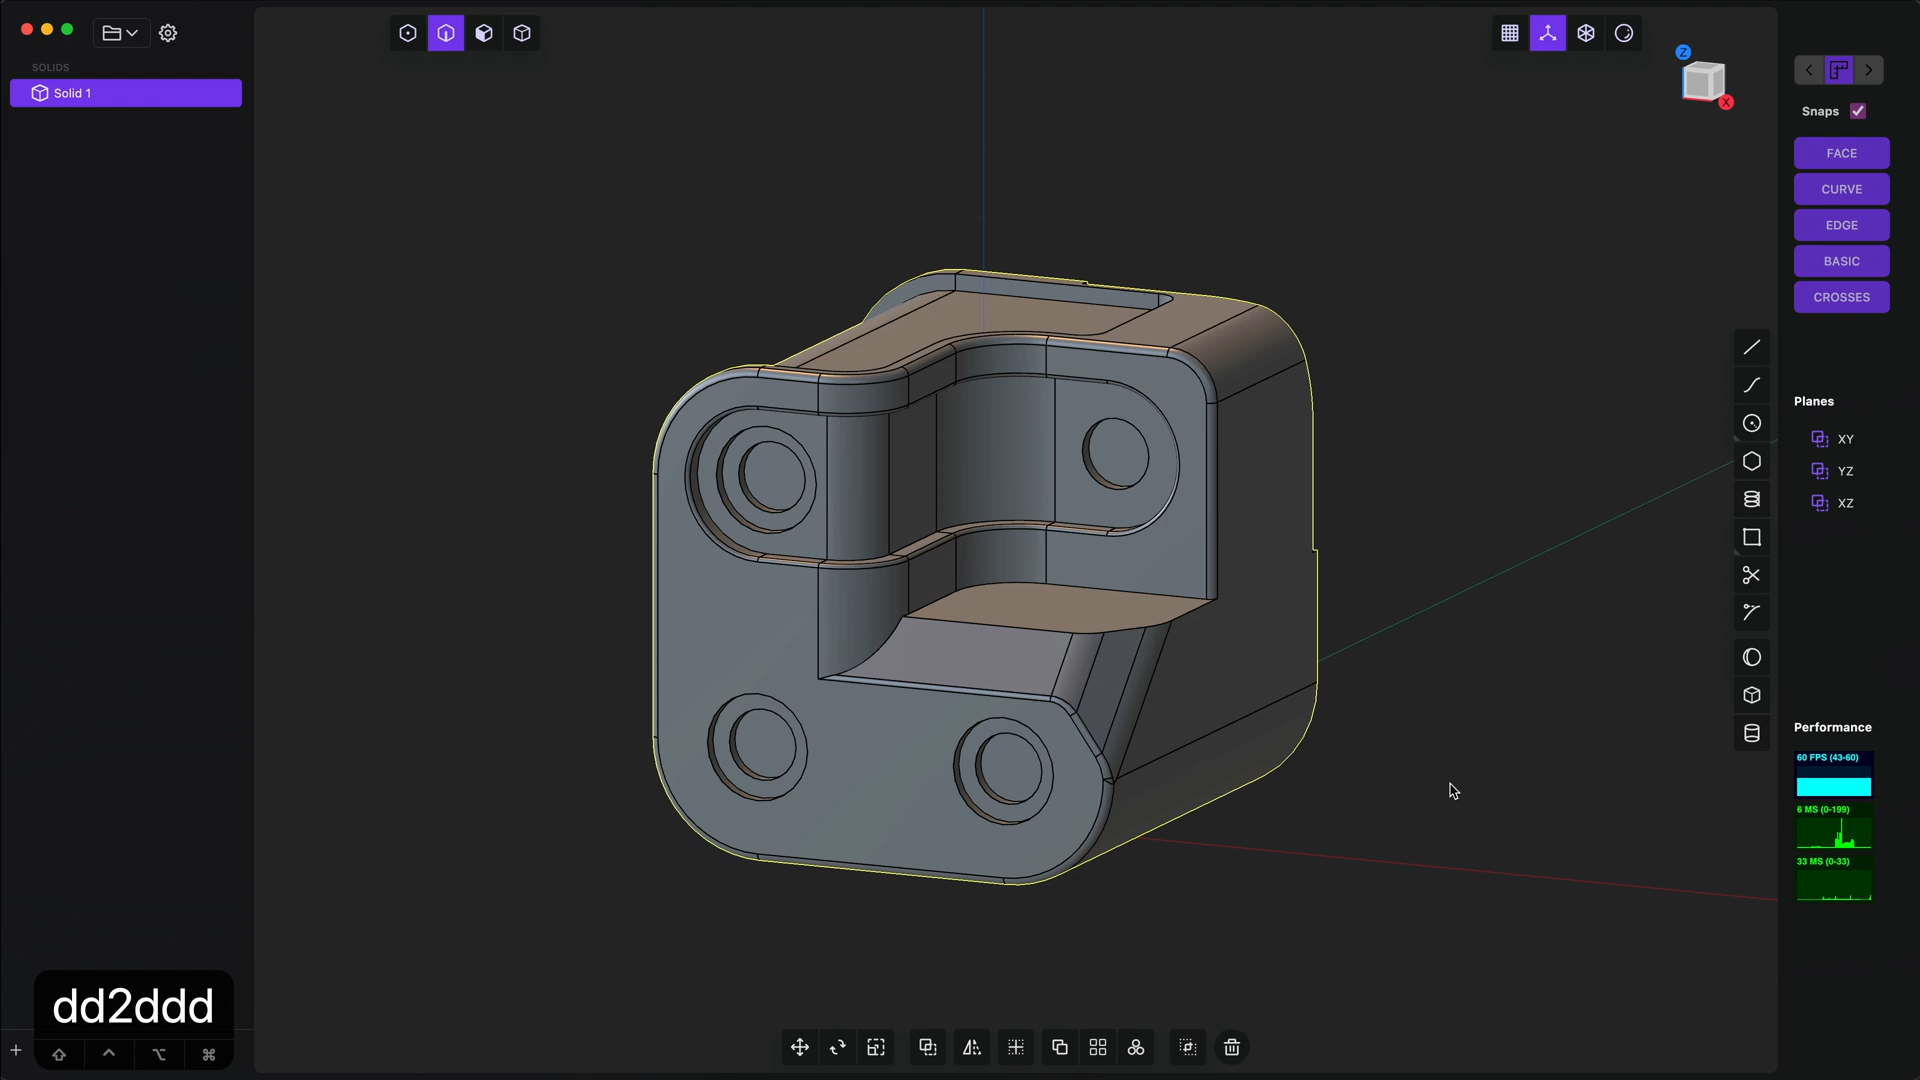 SOLIDS
Solid 1
Z
X
Snaps
FACE
CURVE
EDGE
BASIC
CROSSES
Planes
XY
YZ
XZ
Performance
60 FPS (43-60)
6 MS (0-199)
33 MS (0-33)
dd2ddd